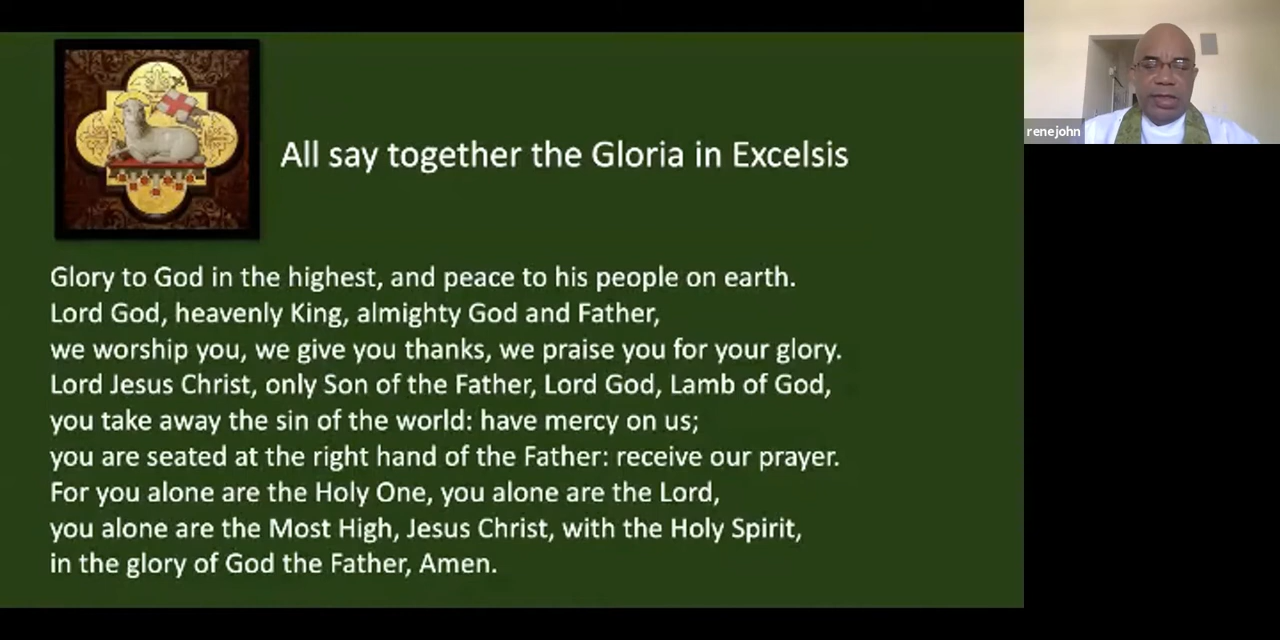 renejohn
All say together the Gloria in Excelsis
Glory to God in the highest, and peace to his people on earth.
Lord God, heavenly King, almighty God and Father,
we worship you, we give you thanks, we praise you for your glory.
Lord Jesus Christ, only Son of the Father, Lord God, Lamb of God,
you take away the sin of the world: have mercy on us;
you are seated at the right hand of the Father: receive our prayer.
For you alone are the Holy One, you alone are the Lord,
you alone are the Most High, Jesus Christ, with the Holy Spirit,
in the glory of God the Father, Amen.